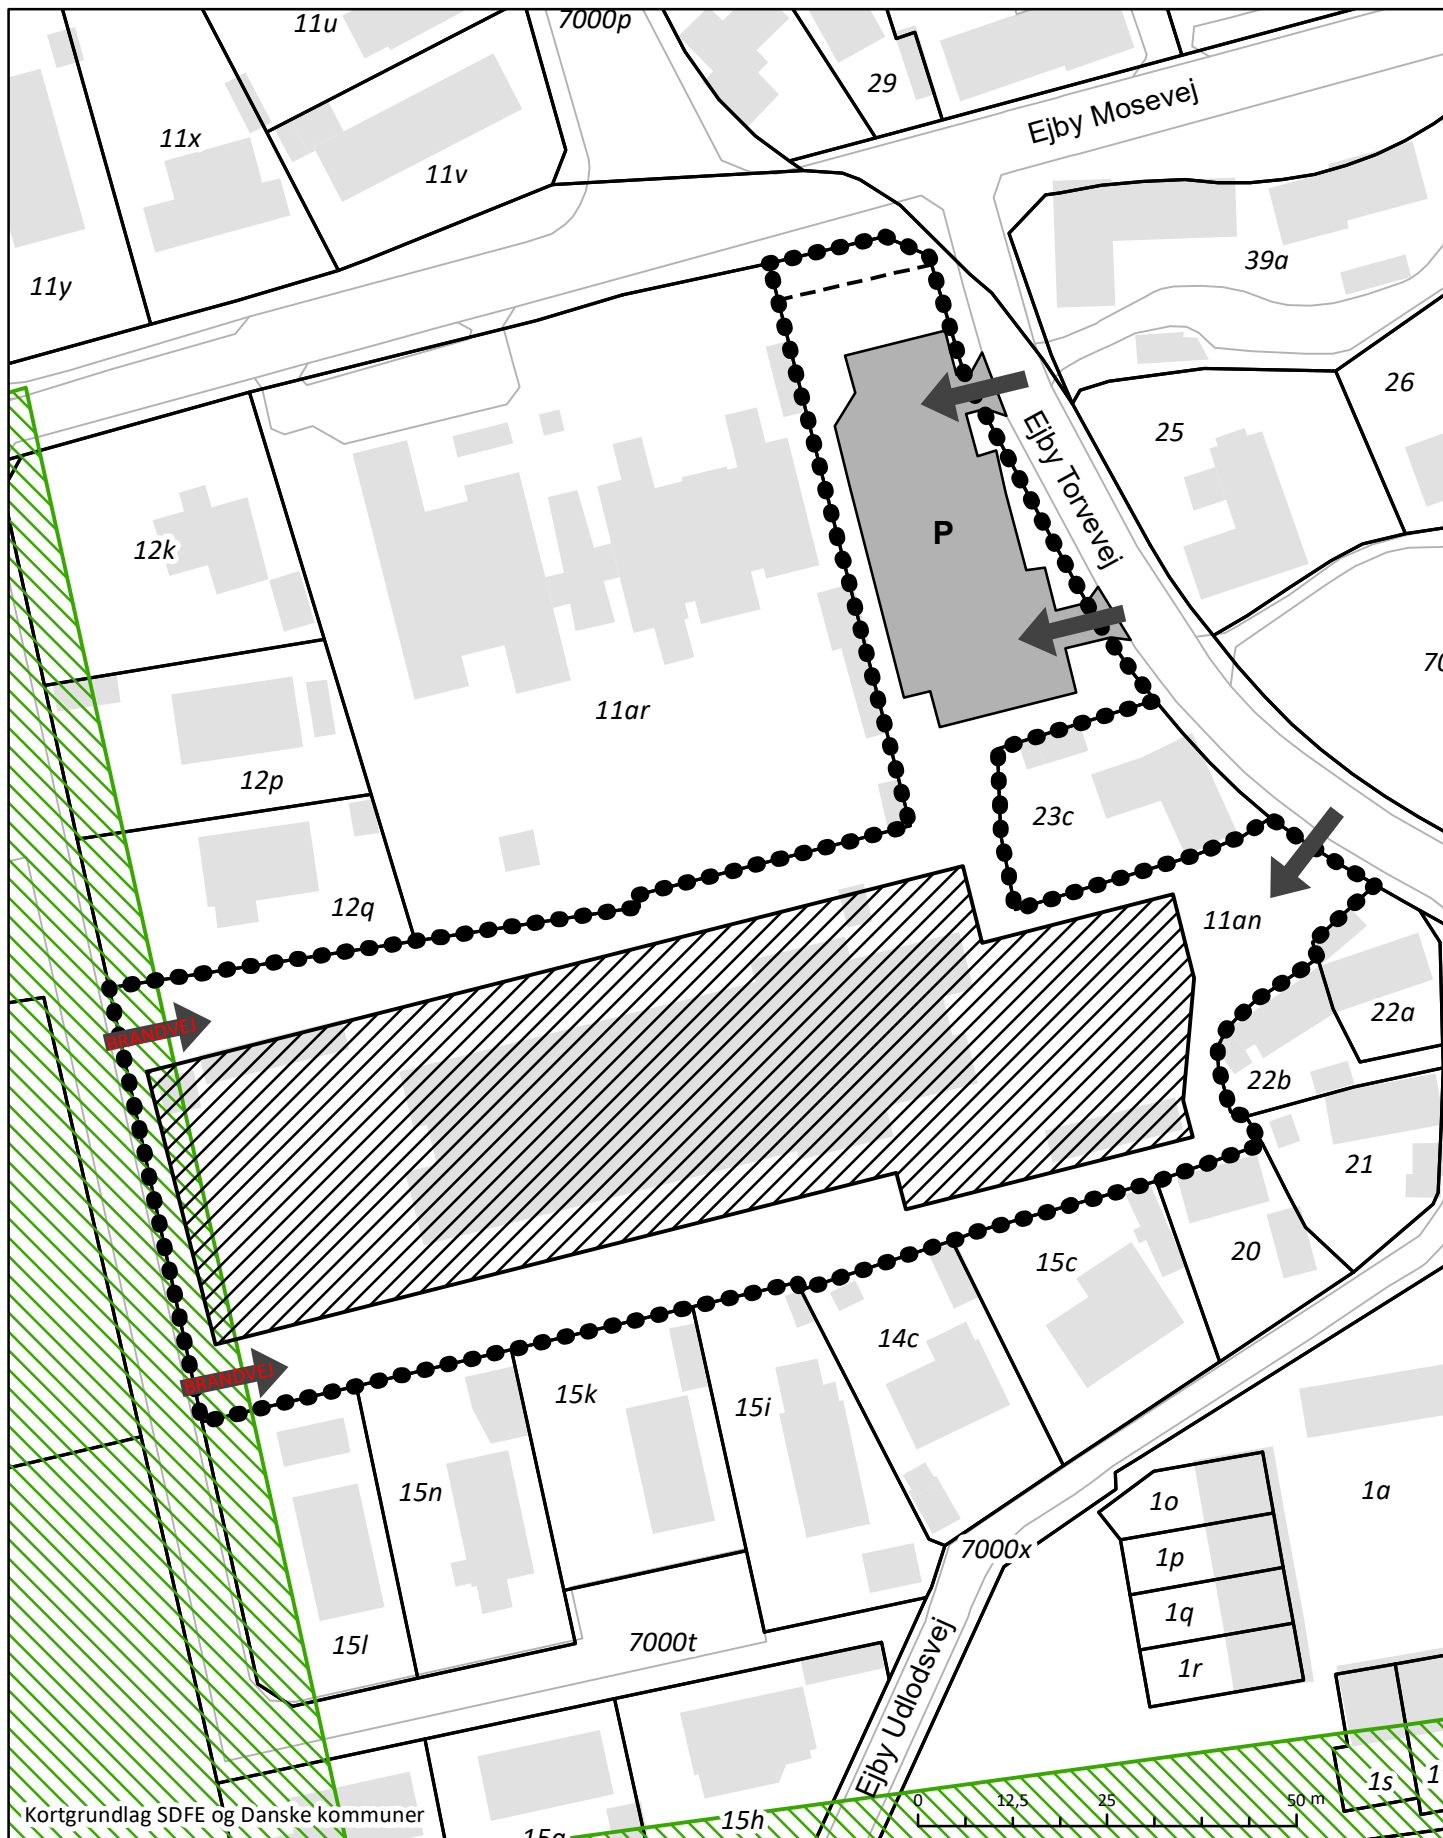 11u
7000p
29
Ejby Mosevej
11x
11v
11y
39a
26
25
Ejby Torvevej
12k
P
70
11ar
12p
23c
12q
11an
22a
BRANDVEJ
22b
21
20
15c
14c
BRANDVEJ
15k
15i
15n
1a
1o
7000x
1p
1q
15l
7000t
1r
Ejby Udlodsvej
1s
1
Kortgrundlag SDFE og Danske kommuner
0 12,5 25 50 m
15h